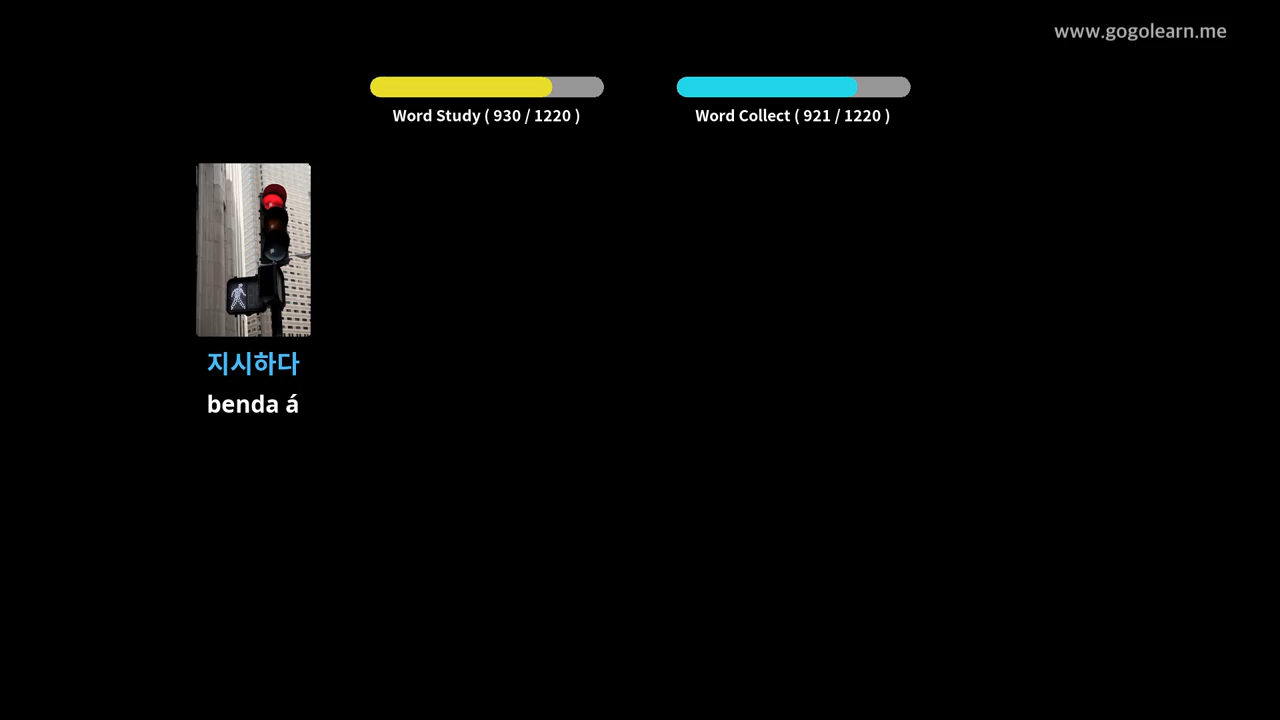 www.gogolearn.me
Word Study ( 930 / 1220 )
Word Collect ( 921 / 1220 )
지시하다
benda á